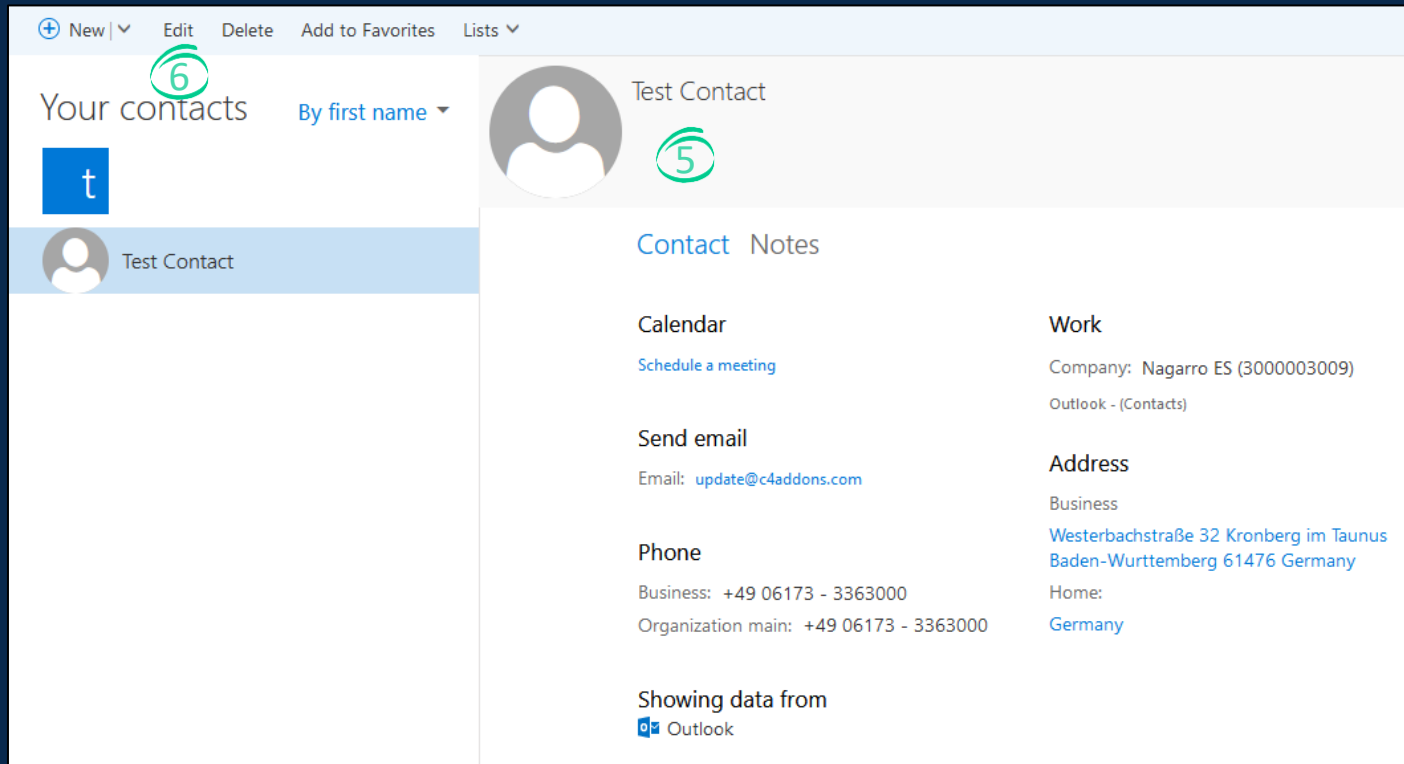 New Edit Delete Add to Favorites Lists
6
Your contacts By first name
t
Test Contact
Test Contact
5
Contact Notes
Calendar
Schedule a meeting
Send email
Email: update@c4addons.com
Phone
Business: +49 06173 - 3363000
Organization main: +49 06173 - 3363000
Showing data from
Outlook
Work
Company: Nagarro ES (3000003009)
Outlook - (Contacts)
Address
Business
Westerbachstraße 32 Kronberg im Taunus
Baden-Wurttemberg 61476 Germany
Home:
Germany